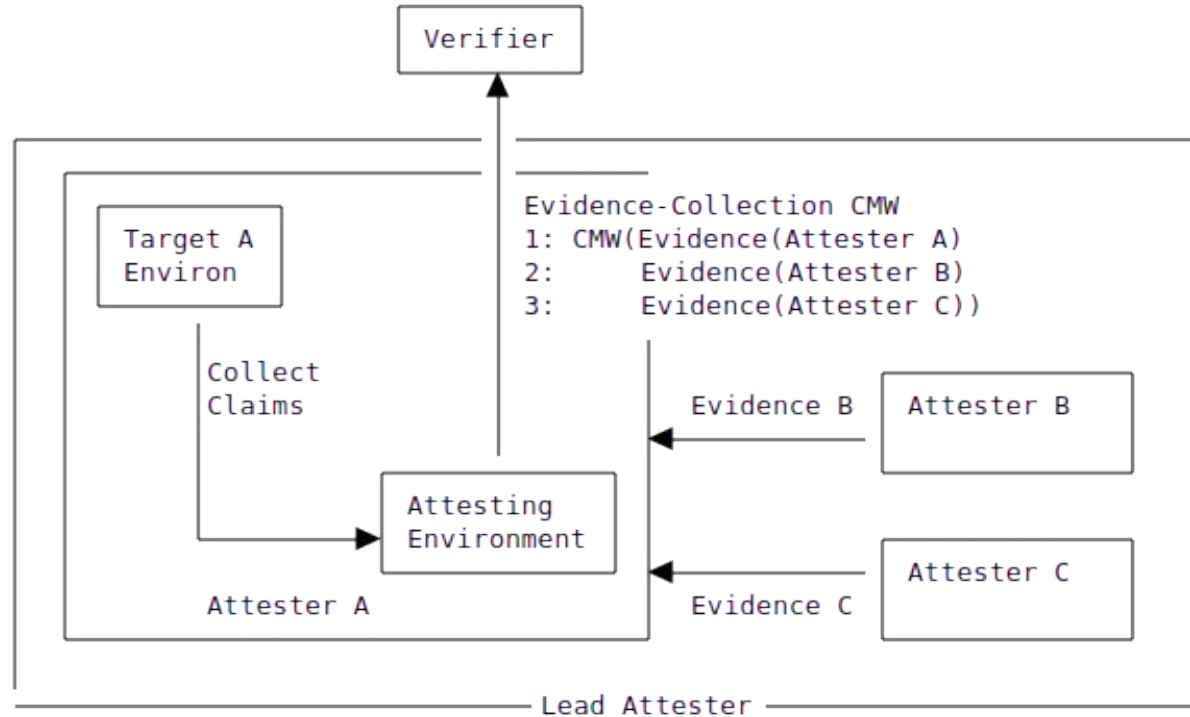 Verifier
Evidence-Collection CMW
1: CMW(Evidence(Attester A)
2: Evidence(Attester B)
3: Evidence(Attester C))
Target A
Environ
Collect
Claims
Evidence B
Attester B
Attesting
Environment
Attester C
Attester A
Evidence C
Lead Attester